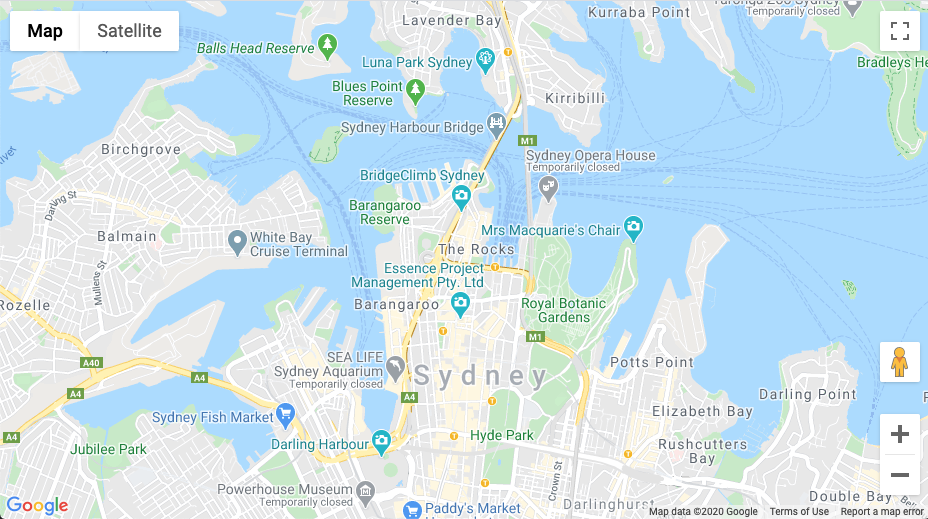 Taronga Zoo Sydney
Temporarily closed
Lavender Bay
Kurraba Point
Map
Satellite
Balls Head Reserve
Luna Park Sydney
Bradleys He
Blues Point
Reserve
Kirribilli
Sydney Harbour Bridge
M1
Birchgrove
Sydney Opera House
Temporarily closed
BridgeClimb Sydney
Darling St
Barangaroo
Reserve
Mrs Macquarie's Chair
Balmain
White Bay
Cruise Terminal
The Rocks
Mullens St
Essence Project
Management Pty. Ltd
Rozelle
Barangaroo
Royal Botanic
Gardens
M1
SEA LIFE
Sydney Aquarium
Temporarily closed
Potts Point
A40
A4
Sydney
A4
A4
Darling Point
Sydney Fish Market
Elizabeth Bay
A4
Darling Harbour
Hyde Park
Jubilee Park
Rushcutters
Bay
Crown St
Powerhouse Museum
Temporarily closed
Darlinghurst
Double Bay
Google
Paddy's Market
Map data ©2020 Google
Terms of Use
Report a map error